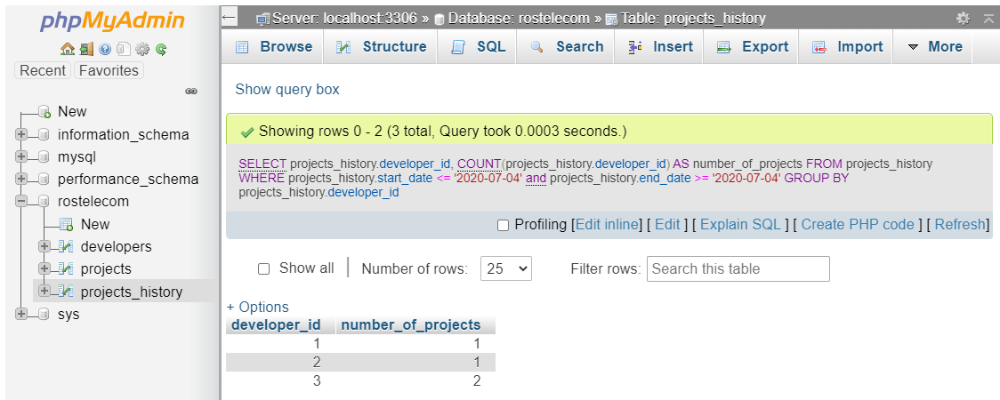 phpMyAdmin
Recent Favorites
New
information_schema
mysql
performance_schema
rostelecom
New
developers
projects
projects_history
sys
Server: localhost:3306 » Database: rostelecom » Table: projects_history
Browse Structure SQL Search Insert Export Import More
Show query box
Showing rows 0 - 2 (3 total, Query took 0.0003 seconds.)
SELECT projects_history.developer_id, COUNT(projects_history.developer_id) AS number_of_projects FROM projects_history
WHERE projects_history.start_date <= '2020-07-04' and projects_history.end_date >= '2020-07-04' GROUP BY
projects_history.developer_id
Profiling [Edit inline] [ Edit ] [ Explain SQL ] [ Create PHP code ] [ Refresh]
Show all | Number of rows: 25 Filter rows: Search this table
+ Options
developer_id number_of_projects
1 1
2 1
3 2